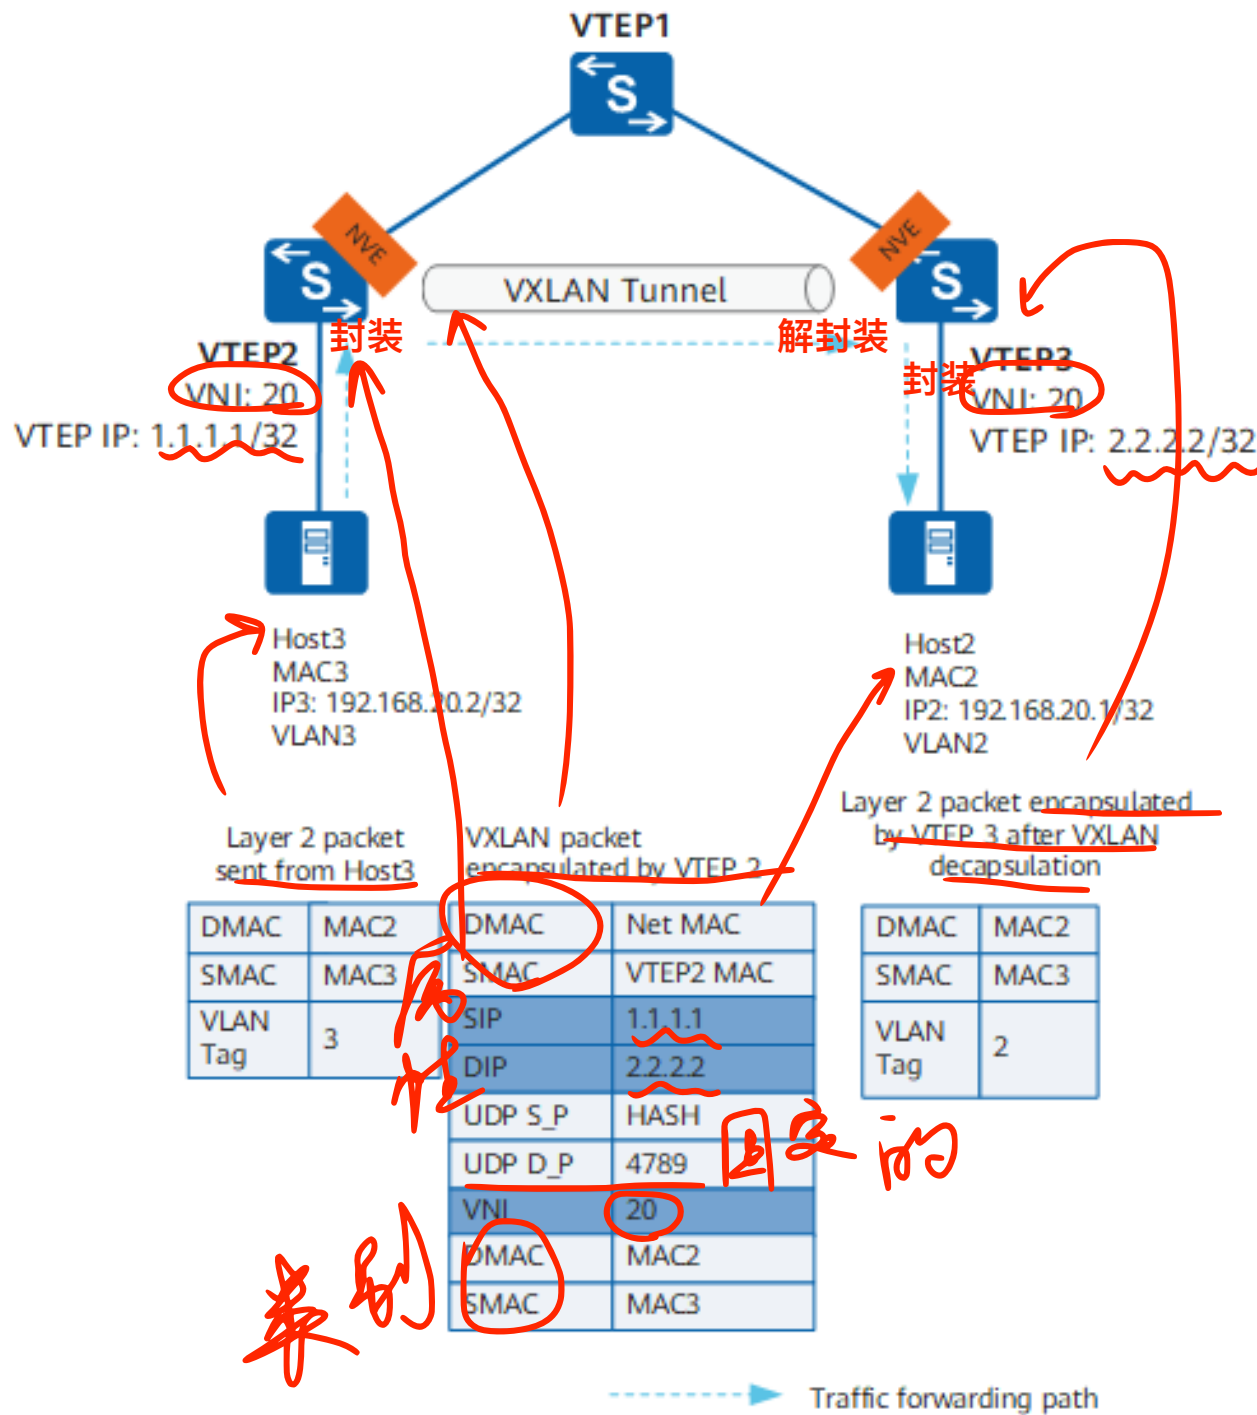 VTEP1
NVE
NVE
S
S
S
VXLAN Tunnel
封装
解封装
封装
VTEP2
VNI: 20
VTEP IP: 1.1.1.1/32
VTEP3
VNI: 20
VTEP IP: 2.2.2.2/32
Host3
MAC3
IP3: 192.168.20.2/32
VLAN3
Host2
MAC2
IP2: 192.168.20.1/32
VLAN2
Layer 2 packet
sent from Host3
DMAC MAC2
SMAC MAC3
VLAN
Tag
3
VXLAN packet
encapsulated by VTEP 2
DMAC Net MAC
SMAC VTEP2 MAC
SIP 1.1.1.1
DIP 2.2.2.2
UDP S_P HASH
UDP D_P 4789
固定的
VNI 20
DMAC MAC2
SMAC MAC3
Layer 2 packet encapsulated
by VTEP 3 after VXLAN
decapsulation
DMAC MAC2
SMAC MAC3
VLAN
Tag
2
Traffic forwarding path